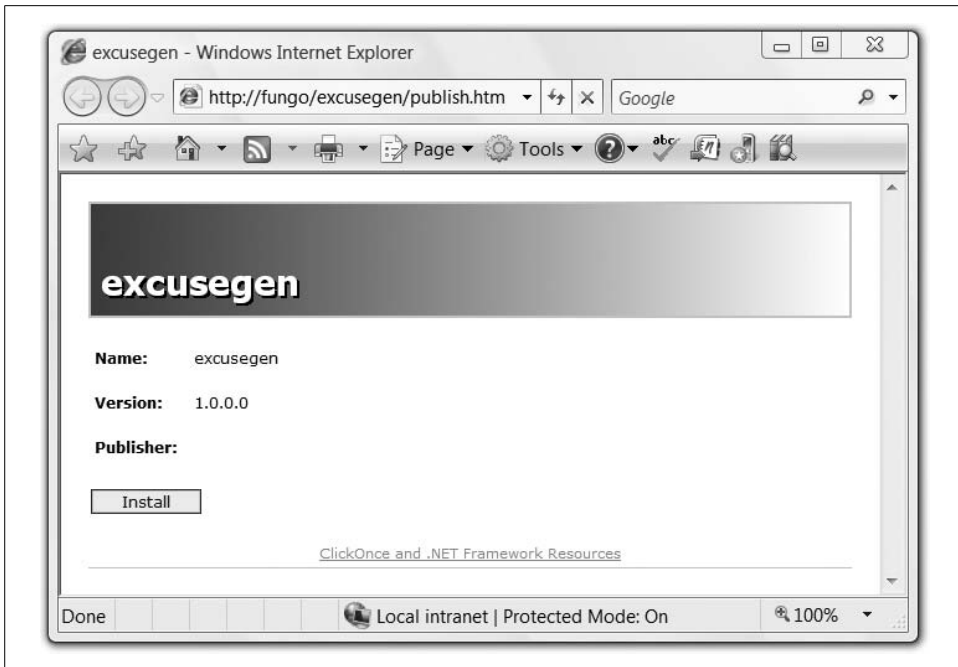 excusegen - Windows Internet Explorer
http://fungo/excusegen/publish.htm Google
Page Tools abc
excusegen
Name: excusegen
Version: 1.0.0.0
Publisher:
Install
ClickOnce and .NET Framework Resources
Done Local intranet | Protected Mode: On 100%